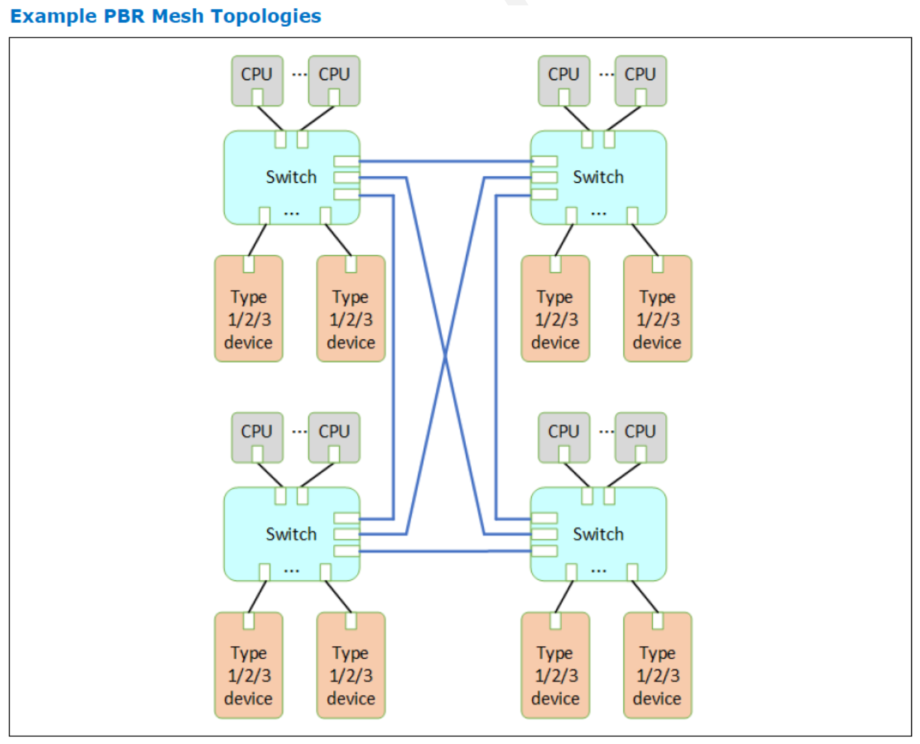 Example PBR Mesh Topologies
CPU ... CPU
CPU ... CPU
Switch
Switch
...
...
Type
1/2/3
device
Type
1/2/3
device
Type
1/2/3
device
Type
1/2/3
device
CPU ... CPU
CPU ... CPU
Switch
Switch
...
...
Type
1/2/3
device
Type
1/2/3
device
Type
1/2/3
device
Type
1/2/3
device